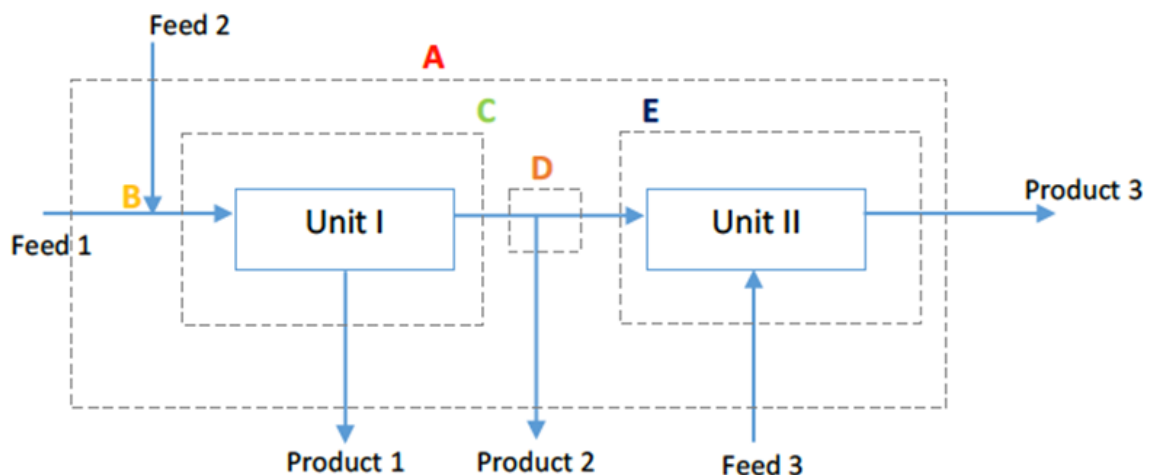 Feed 2
A
C
E
D
B
Product 3
Unit I
Unit II
Feed 1
Product 1
Product 2
Feed 3